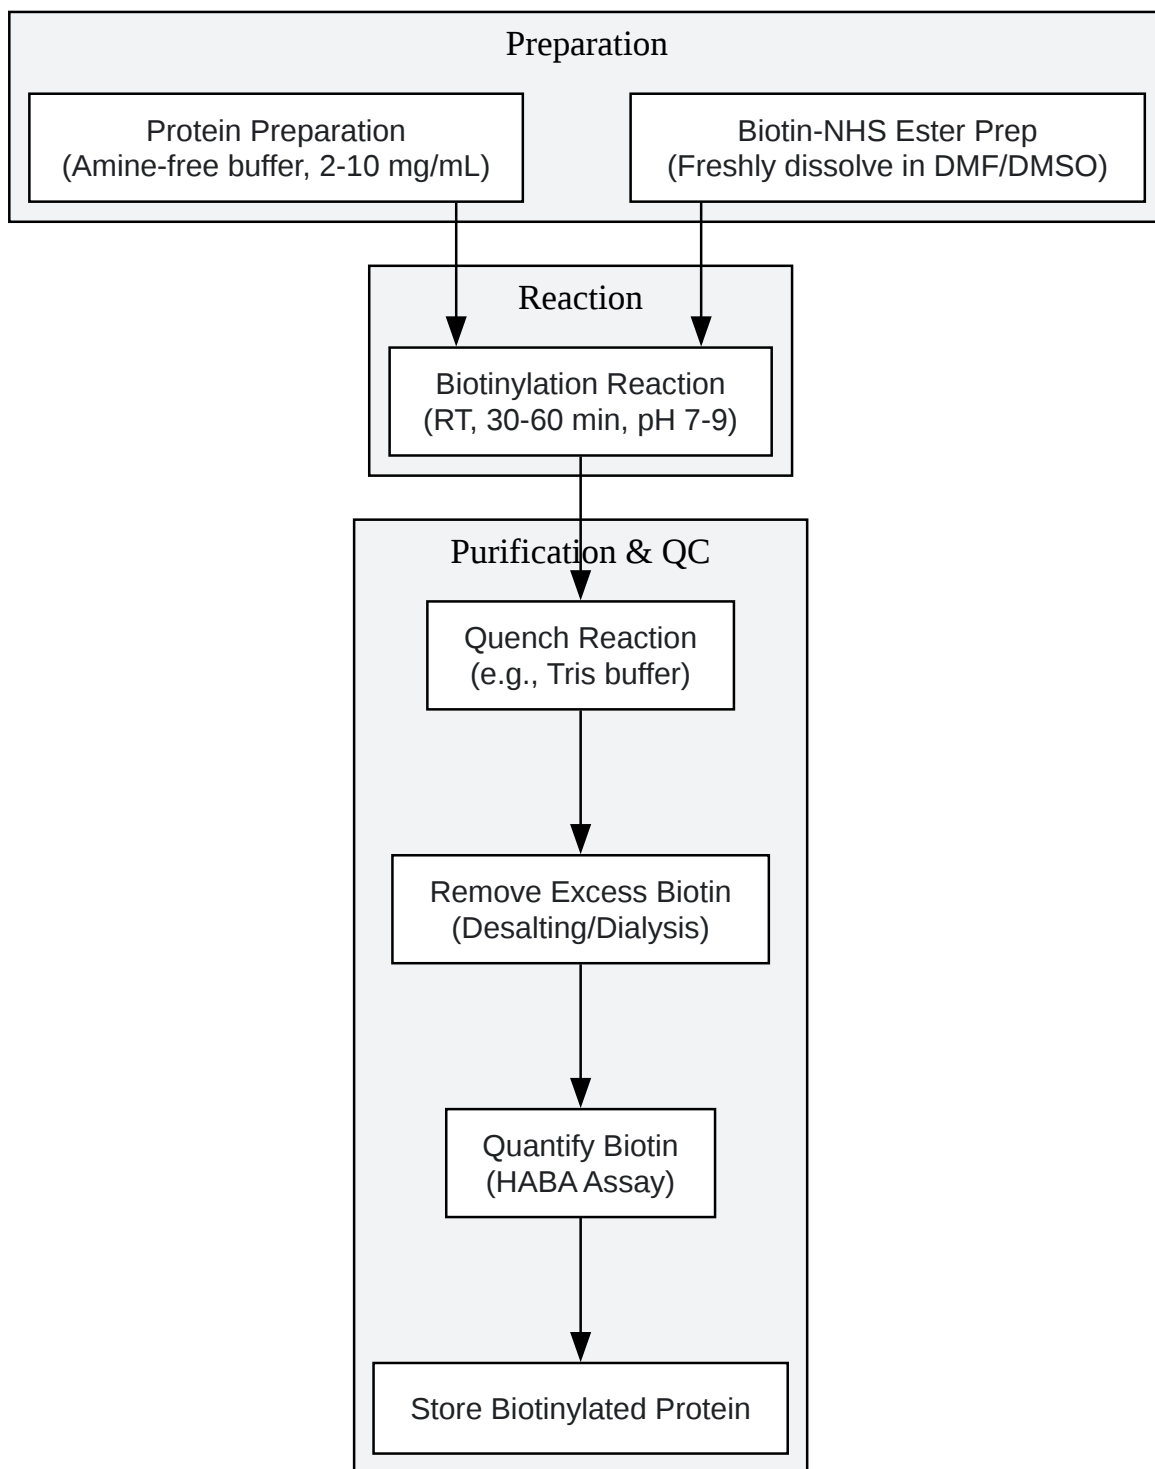 Preparation
Protein Preparation
(Amine-free buffer, 2-10 mg/mL)
Biotin-NHS Ester Prep
(Freshly dissolve in DMF/DMSO)
Reaction
Biotinylation Reaction
(RT, 30-60 min, pH 7-9)
Purification & QC
Quench Reaction
(e.g., Tris buffer)
Remove Excess Biotin
(Desalting/Dialysis)
Quantify Biotin
(HABA Assay)
Store Biotinylated Protein